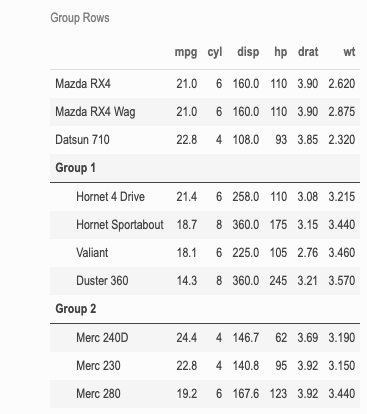 Group Rows
mpg cyl disp hp drat wt
Mazda RX4 21.0 6 160.0 110 3.90 2.620
Mazda RX4 Wag 21.0 6 160.0 110 3.90 2.875
Datsun 710 22.8 4 108.0 93 3.85 2.320
Group 1
Hornet 4 Drive 21.4 6 258.0 110 3.08 3.215
Hornet Sportabout 18.7 8 360.0 175 3.15 3.440
Valiant 18.1 6 225.0 105 2.76 3.460
Duster 360 14.3 8 360.0 245 3.21 3.570
Group 2
Merc 240D 24.4 4 146.7 62 3.69 3.190
Merc 230 22.8 4 140.8 95 3.92 3.150
Merc 280 19.2 6 167.6 123 3.92 3.440